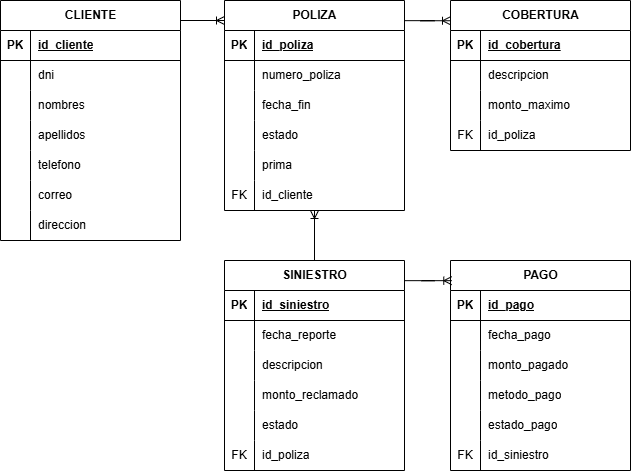 CLIENTE
PK id_cliente
dni
nombres
apellidos
telefono
correo
direccion
POLIZA
PK id_poliza
numero_poliza
fecha_fin
estado
prima
FK id_cliente
COBERTURA
PK id_cobertura
descripcion
monto_maximo
FK id_poliza
SINIESTRO
PK id_siniestro
fecha_reporte
descripcion
monto_reclamado
estado
FK id_poliza
PAGO
PK id_pago
fecha_pago
monto_pagado
metodo_pago
estado_pago
FK id_siniestro